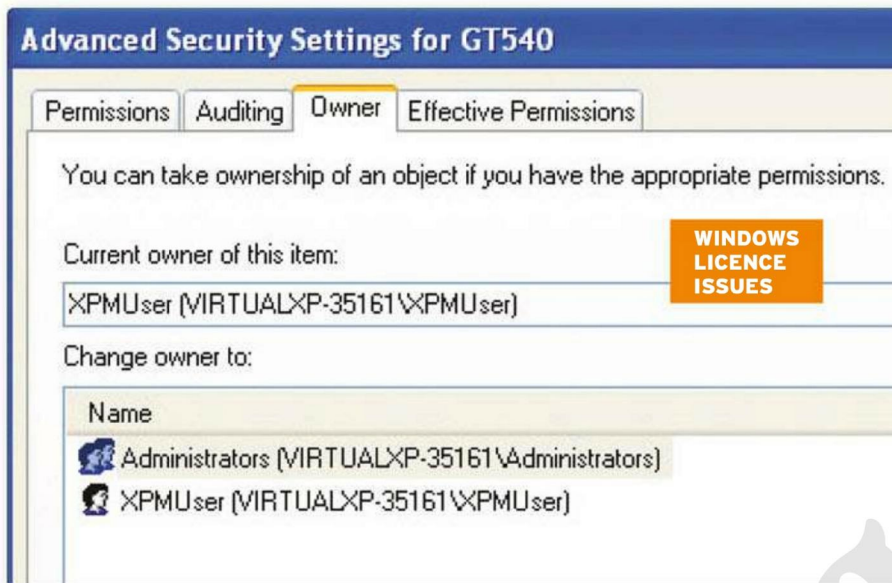 Advanced Security Settings for GT540
Permissions Auditing Owner Effective Permissions
You can take ownership of an object if you have the appropriate permissions.
WINDOWS
LICENCE
ISSUES
Current owner of this item:
XPMUser (VIRTUALXP-35161\XPMUser)
Change owner to:
Name
Administrators (VIRTUALXP-35161\Administrators)
XPMUser (VIRTUALXP-35161\XPMUser)